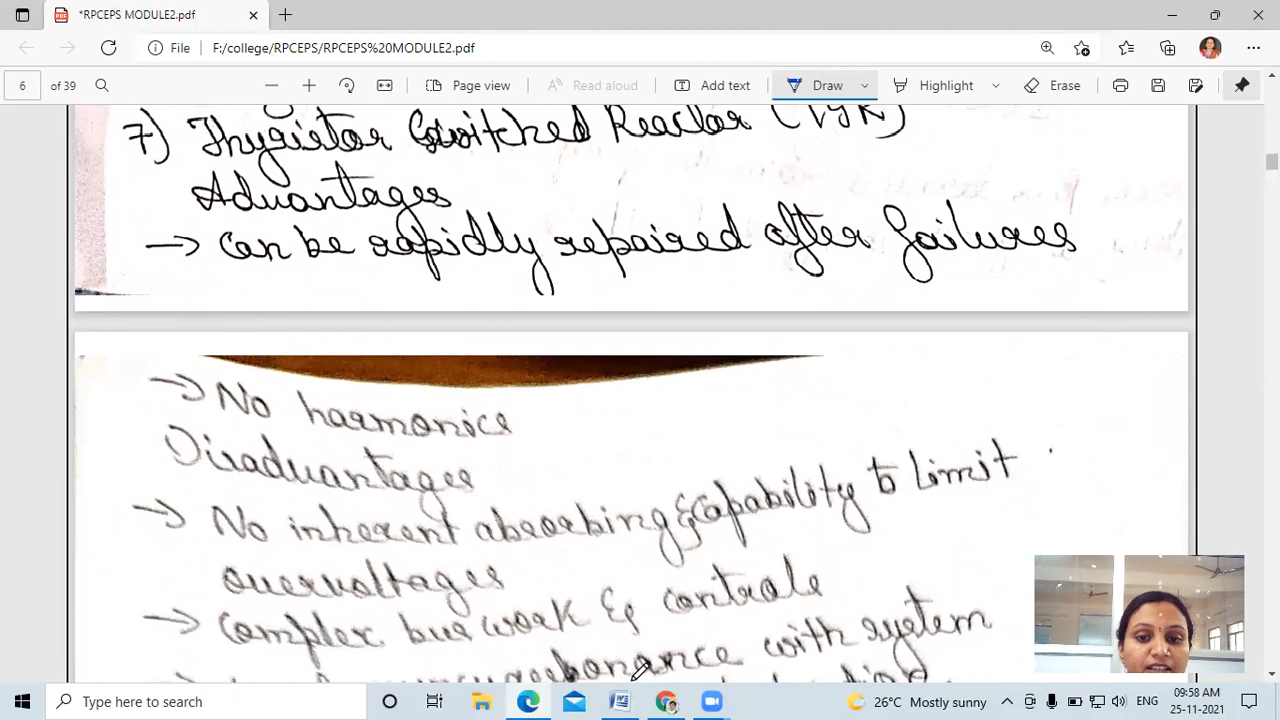 *RPCEPS MODULE2.pdf
File F:/college/RPCEPS/RPCEPS%20MODULE2.pdf
6 of 39 Page view Read aloud Add text Draw Highlight Erase
7) Thyristor Switched Reactor (TSR)
Advantages
→ Can be rapidly repaired after failures
→ No harmonics
Disadvantages
→ No inherent absorbing & capability to limit
overvoltages
→ Complex bus work & controls
with system
Type here to search
26°C Mostly sunny
ENG
09:58 AM
25-11-2021